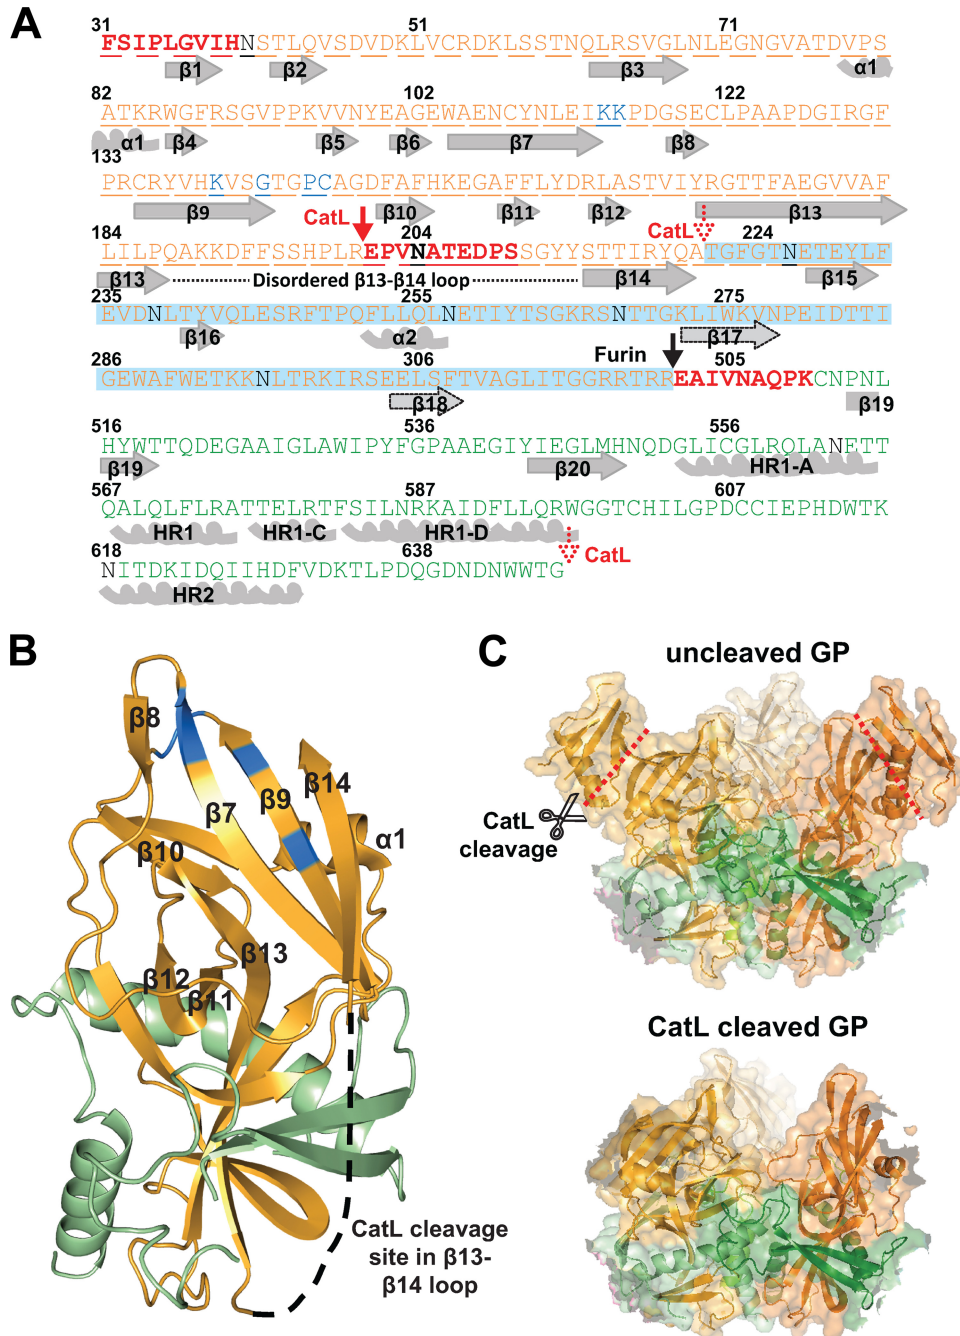 A
31 51 71
FSIPLGVIHNSTLQVSDVDKLVCRDKLSSTNQLRSVGLNLEGNGVATDVPS
β1 β2 β3 α1
82 102 122
ATKRWGFRSGVPPKVVNYEAGEWAENCYNLEIKKPDGSECLPAAPDGIRGF
α1 β4 β5 β6 β7 β8
133
PRCRYVHKVSGTGPCAGDFAFHKEGAFFLYDRLASTVIYRGTTFAEGVVAF
β9 CatL β10 β11 β12 CatL β13
184 204 224
LILPQAKKDFFSSHPLREPVNATEDPSSGYYSTTIRYQATGFGTNETEYLF
β13 Disordered β13-β14 loop β14 β15
235 255 275
EVDNLTYVQLESRFTPQFLLQLNETIYTSGKRSNTTGKLIWKVNPEIDTTI
β16 α2 β17
286 306 Furin 505
GEWAFWETKKNLTRKIRSEELSFTVAGLITGGRRTRREAIVNAQPKCNPNL
β18 β19
516 536 556
HYWTTQDEGAAIGLAWIPYFGPAAEGIYIEGLMHNQDGLICGLRQLANETT
β19 β20 HR1-A
567 587 607
QALQLFLRATTELRTFSILNRKAIDFLLQRWGGTCHILGPDCCIEPHDWTK
HR1 HR1-C HR1-D
618 638 CatL
NITDKIDQIIHDFVDKTLPDQGDNDNWWTG
HR2
B
β8
β14
β7
β9
α1
β10
β13
β12
β11
CatL cleavage
site in β13-
β14 loop
C
uncleaved GP
CatL
cleavage
CatL cleaved GP